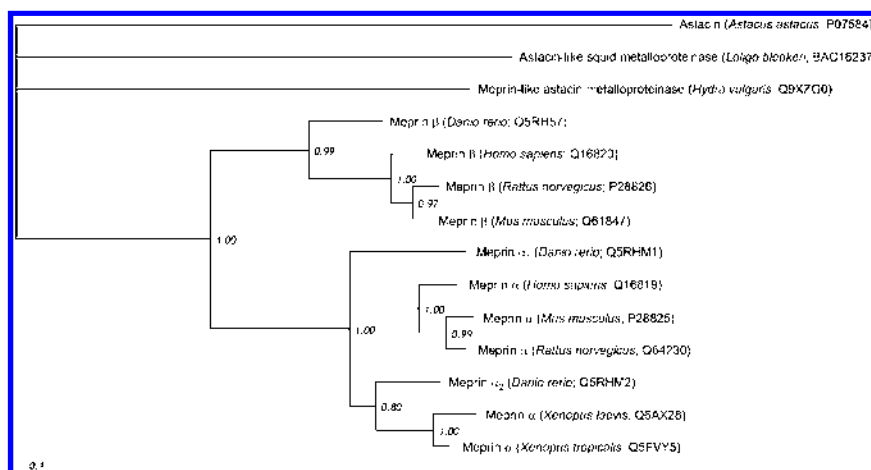 Astacin (Astacus astacus, P07584)
Astacin-like squid metalloproteinase (Loligo bleekeri, BAC16237
Meprin-like astacin metalloproteinase (Hydra vulgaris, Q9XZG0)
Meprin β (Danio rerio; Q5RH57)
0.99
Meprin β (Homo sapiens; Q16820)
1.00
Meprin β (Rattus norvegicus; P28826)
0.97
Meprin β (Mus musculus; Q61847)
1.00
Meprin α₁ (Danio rerio; Q5RHM1)
Meprin α (Homo sapiens; Q16819)
1.00
Meprin α (Mus musculus, P28825)
1.00
0.99
Meprin α (Rattus norvegicus, Q64230)
Meprin α₂ (Danio rerio; Q5RHM2)
0.80
Meprin α (Xenopus laevis, Q5AX28)
1.00
Meprin α (Xenopus tropicalis, Q5FVY5)
0.1